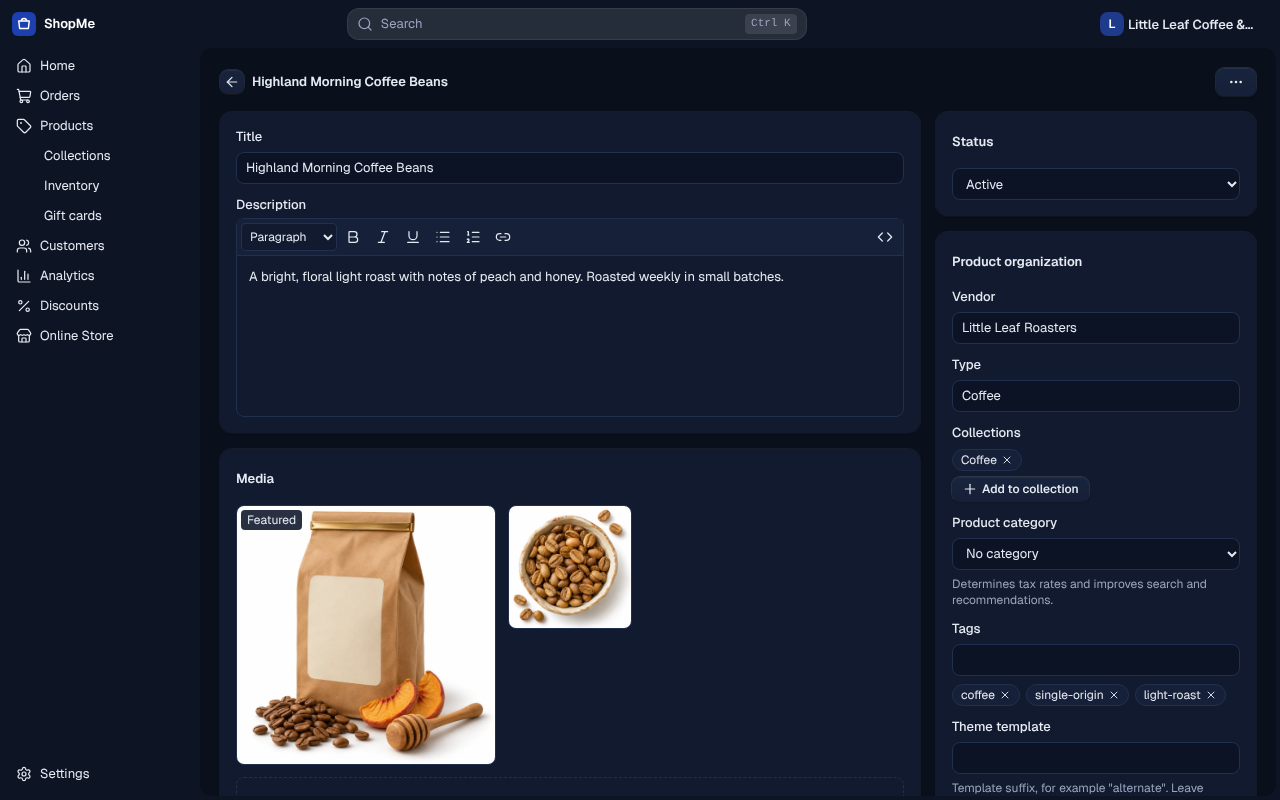 ShopMe
Search
Ctrl K
L
Little Leaf Coffee &...
Home
Orders
Products
Collections
Inventory
Gift cards
Customers
Analytics
Discounts
Online Store
Settings
Highland Morning Coffee Beans
Title
Highland Morning Coffee Beans
Description
Paragraph
A bright, floral light roast with notes of peach and honey. Roasted weekly in small batches.
Media
Featured
Status
Active
Product organization
Vendor
Little Leaf Roasters
Type
Coffee
Collections
Coffee
Add to collection
Product category
No category
Determines tax rates and improves search and
recommendations.
Tags
coffee
single-origin
light-roast
Theme template
Template suffix, for example "alternate". Leave